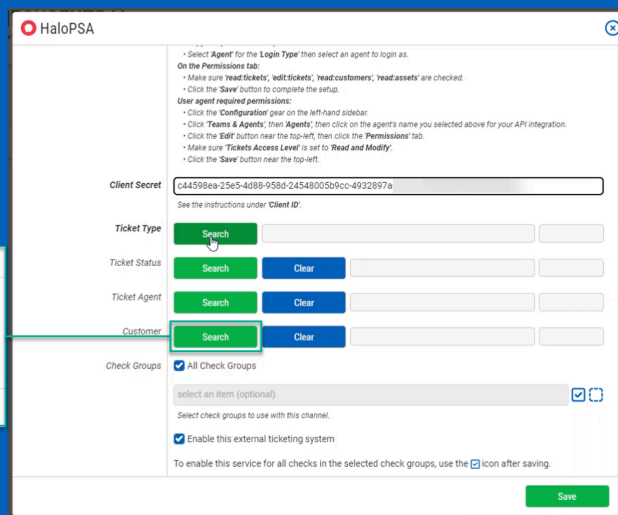 HaloPSA
• Select 'Agent' for the 'Login Type' then select an agent to login as.
On the Permissions tab:
• Make sure 'read:tickets', 'edit:tickets', 'read:customers', 'read:assets' are checked.
• Click the 'Save' button to complete the setup.
User agent required permissions:
• Click the 'Configuration' gear on the left-hand sidebar.
• Click 'Teams & Agents', then 'Agents', then click on the agent's name you selected above for your API integration.
• Click the 'Edit' button near the top-left, then click the 'Permissions' tab.
• Make sure 'Tickets Access Level' is set to 'Read and Modify'.
• Click the 'Save' button near the top-left.
Client Secret c44598ea-25e5-4d88-958d-24548005b9cc-4932897a
See the instructions under 'Client ID'.
Ticket Type Search
Ticket Status Search Clear
Ticket Agent Search Clear
Customer Search Clear
Check Groups All Check Groups
select an item (optional)
Select check groups to use with this channel.
Enable this external ticketing system
To enable this service for all checks in the selected check groups, use the icon after saving.
Save